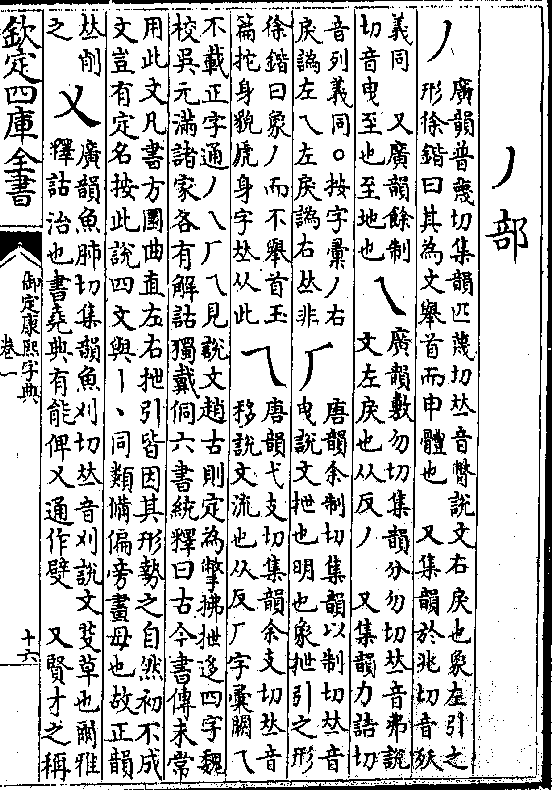 丿部
丿
廣韻普蔑切集韻匹蔑切𠀤音瞥說文右戾也象左引之
形徐鍇曰其為文舉首而申體也　又集韻於兆切音殀
義同　又廣韻餘制
切音曳至也至地也
乀
廣韻敷勿切集韻分勿切𠀤音弗說
文左戾也从反丿　又集韻力詰切
音列義同○按字彙丿右
戾譌左乀左戾譌右𠀤非
𠂆
唐韻余制切集韻以制切𠀤音
曳說文抴也明也象抴引之形
徐鍇曰象丿而不舉首玉
篇拕身貌虒身字𠀤从此
乁
唐韻弋支切集韻余支切𠀤音
移說文流也从反𠂆字彙闕乁
不載正字通丿乀𠂆乁見說文趙古則定為撆拂抴迻四字魏
校吳元滿諸家各有解詁獨戴侗六書統釋曰古今書傳未常
用此文凡書方圓曲直左右抴引皆因其形勢之自然初不成
文豈有定名按此說四文與丨丶同類備偏旁畫母也故正韻
𠀤削
之
乂
廣韻魚肺切集韻魚刈切𠀤音刈說文芟草也爾雅
釋詁治也書堯典有能俾乂通作嬖　又賢才之稱
欽定四庫全書
御定康熙字典
卷一
十六